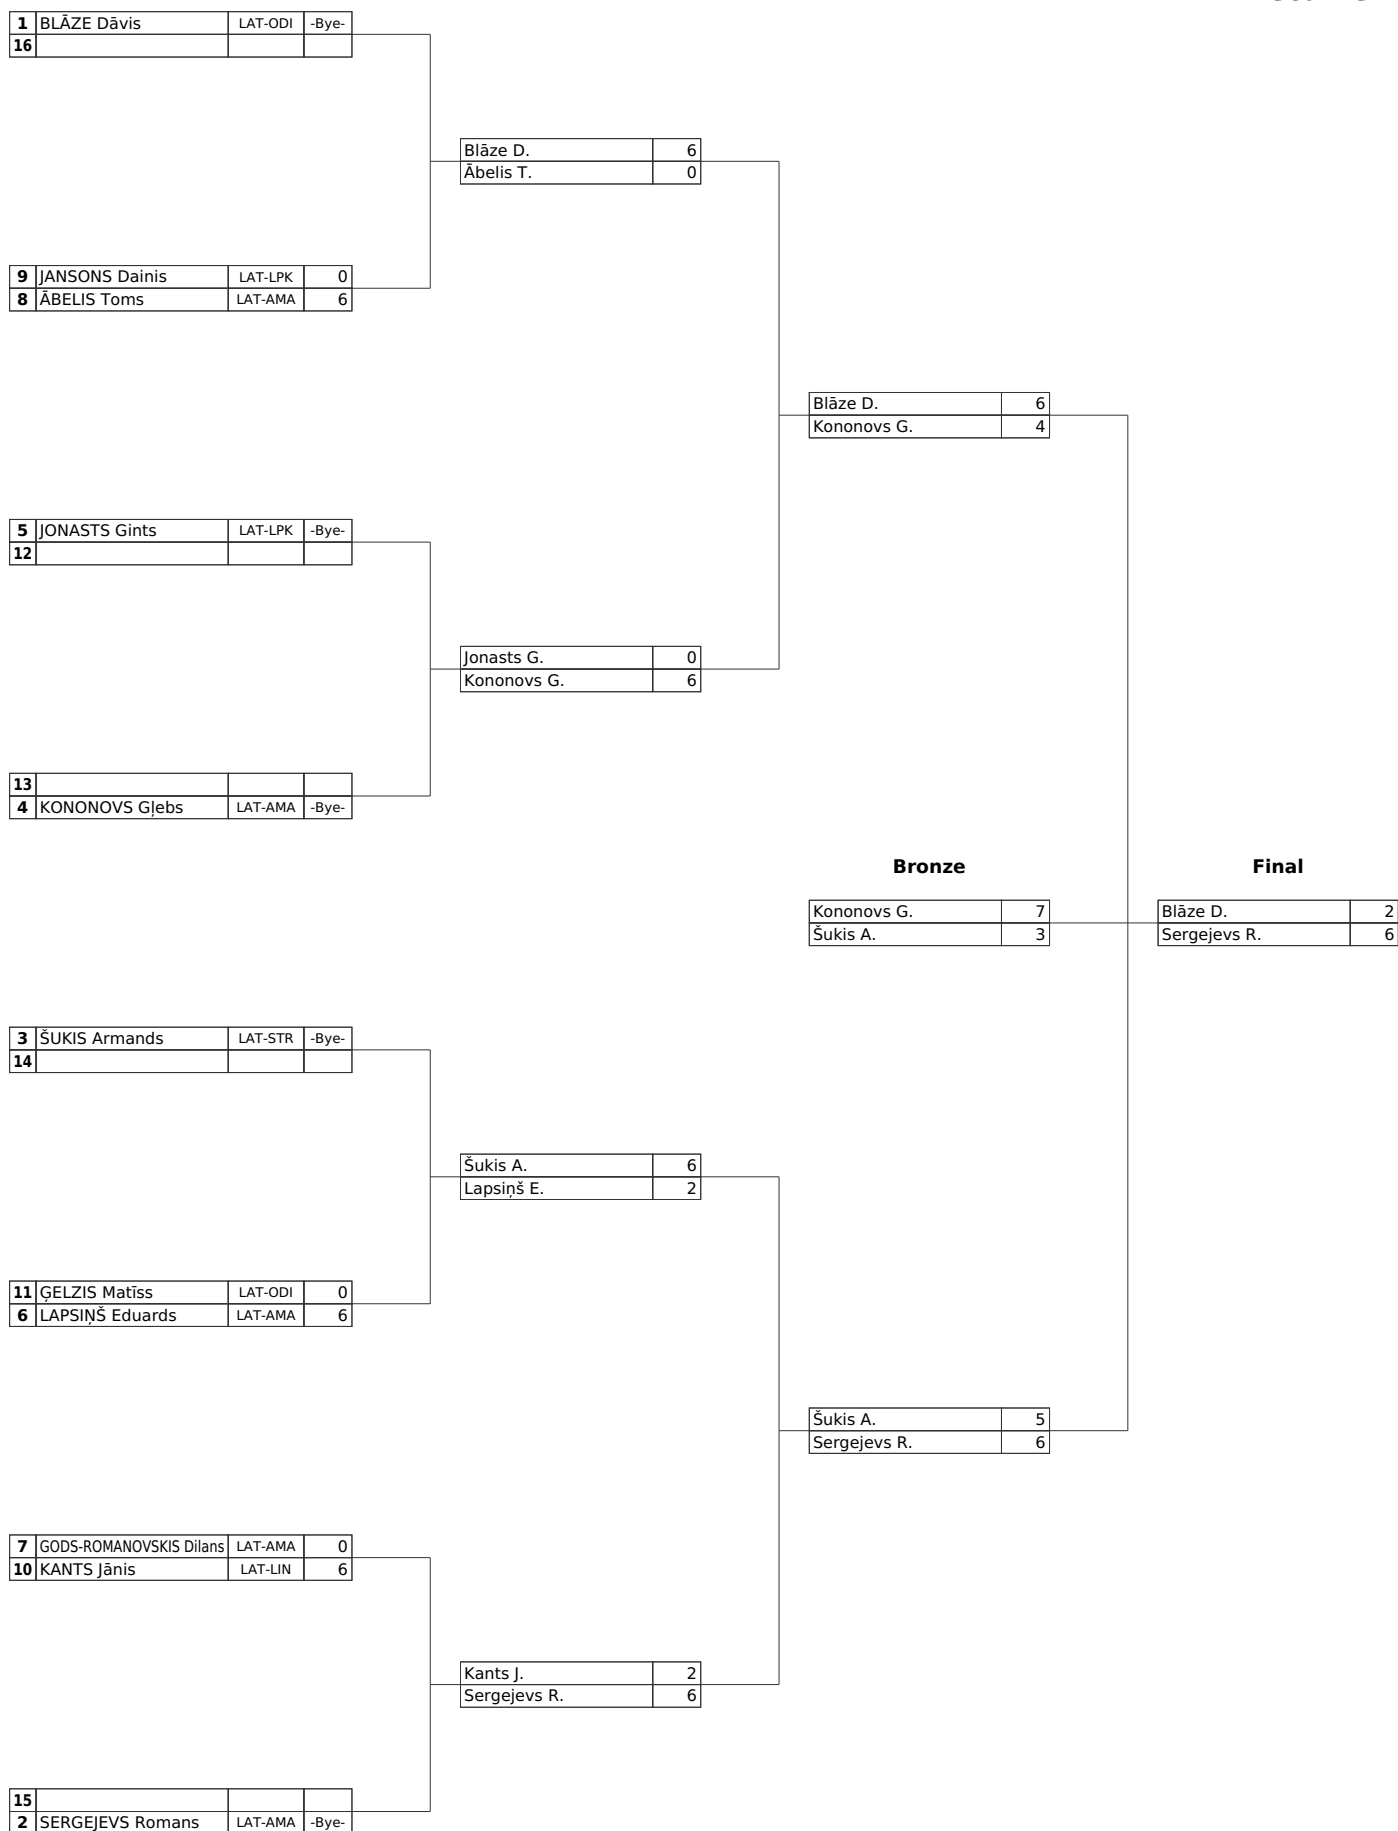 1 BLĀZE Dāvis LAT-ODI -Bye-
16
Blāze D. 6
Ābelis T. 0
9 JANSONS Dainis LAT-LPK 0
8 ĀBELIS Toms LAT-AMA 6
Blāze D. 6
Kononovs G. 4
5 JONASTS Gints LAT-LPK -Bye-
12
Jonasts G. 0
Kononovs G. 6
13
4 KONONOVS Gļebs LAT-AMA -Bye-
Bronze Final
Kononovs G. 7 Blāze D. 2
Šukis A. 3 Sergejevs R. 6
3 ŠUKIS Armands LAT-STR -Bye-
14
Šukis A. 6
Lapsiņš E. 2
11 ĢELZIS Matīss LAT-ODI 0
6 LAPSIŅŠ Eduards LAT-AMA 6
Šukis A. 5
Sergejevs R. 6
7 GODS-ROMANOVSKIS Dilans LAT-AMA 0
10 KANTS Jānis LAT-LIN 6
Kants J. 2
Sergejevs R. 6
15
2 SERGEJEVS Romans LAT-AMA -Bye-